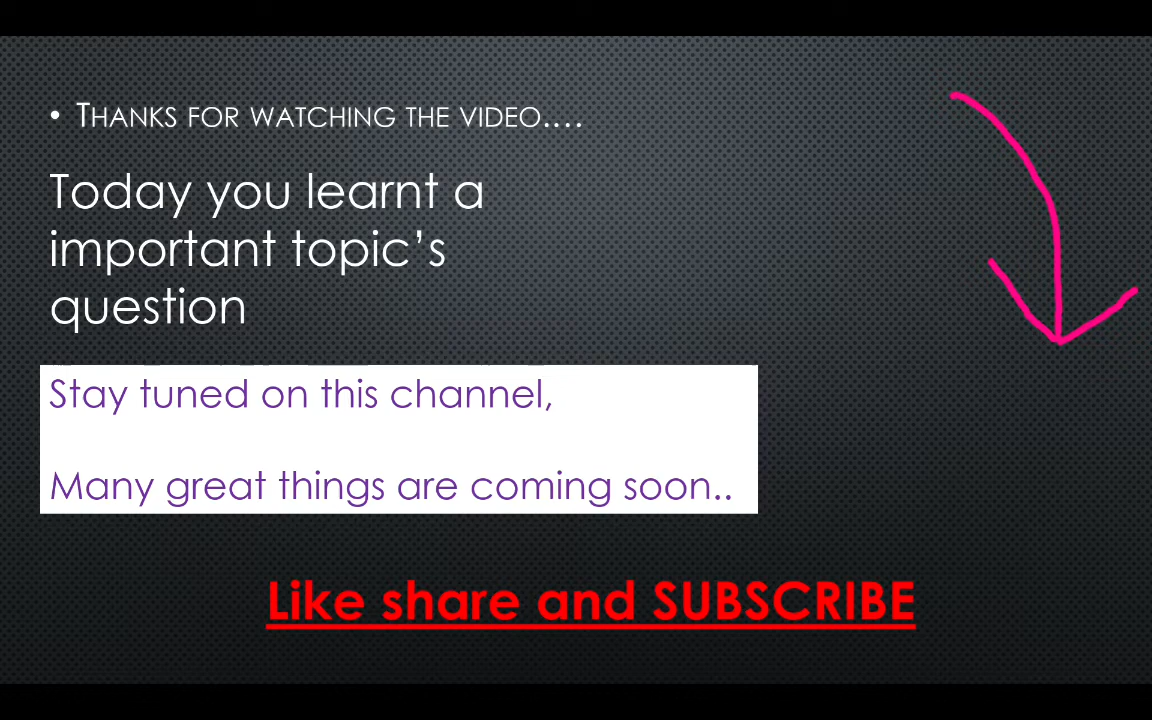 • THANKS FOR WATCHING THE VIDEO....
Today you learnt a
important topic’s
question
Stay tuned on this channel,
Many great things are coming soon..
Like share and SUBSCRIBE